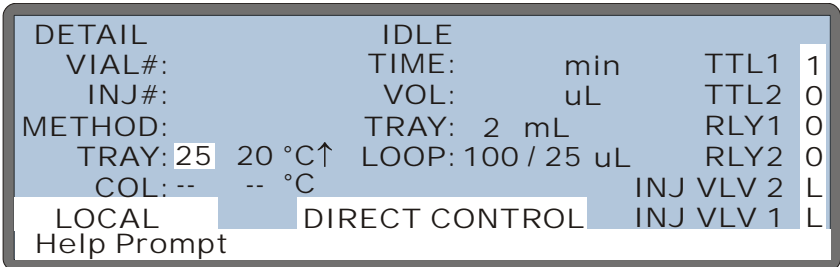 DETAIL IDLE
VIAL#: TIME: min TTL1 1
INJ#: VOL: uL TTL2 0
METHOD: TRAY: 2 mL RLY1 0
TRAY: 25 20 °C↑ LOOP: 100 / 25 uL RLY2 0
COL: -- -- °C INJ VLV 2 L
LOCAL DIRECT CONTROL INJ VLV 1 L
Help Prompt